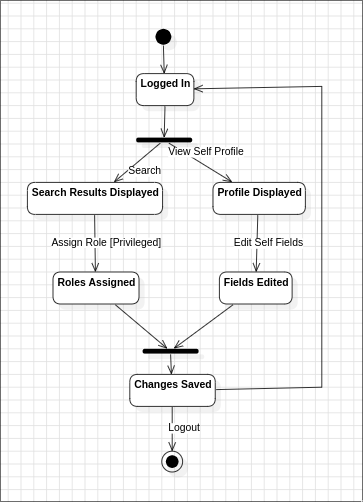 Logged In
View Self Profile
Search
Search Results Displayed
Profile Displayed
Assign Role [Privileged]
Edit Self Fields
Roles Assigned
Fields Edited
Changes Saved
Logout